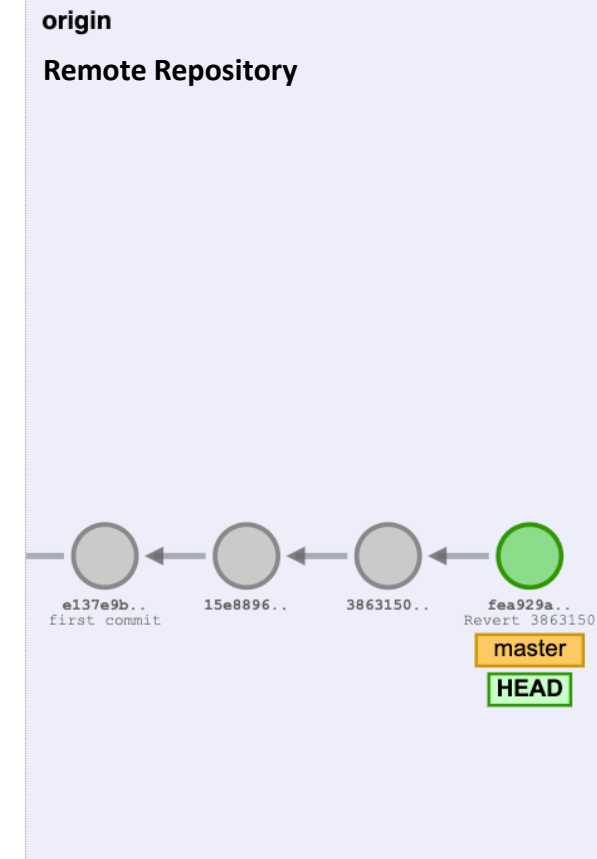 origin
Remote Repository
e137e9b.. 15e8896.. 3863150.. fea929a..
first commit Revert 3863150
master
HEAD